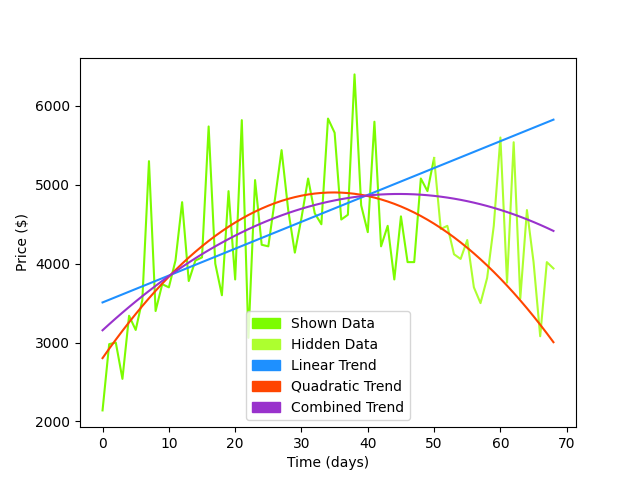 Price ($)
6000
5000
4000
3000
2000
Shown Data
Hidden Data
Linear Trend
Quadratic Trend
Combined Trend
0 10 20 30 40 50 60 70
Time (days)